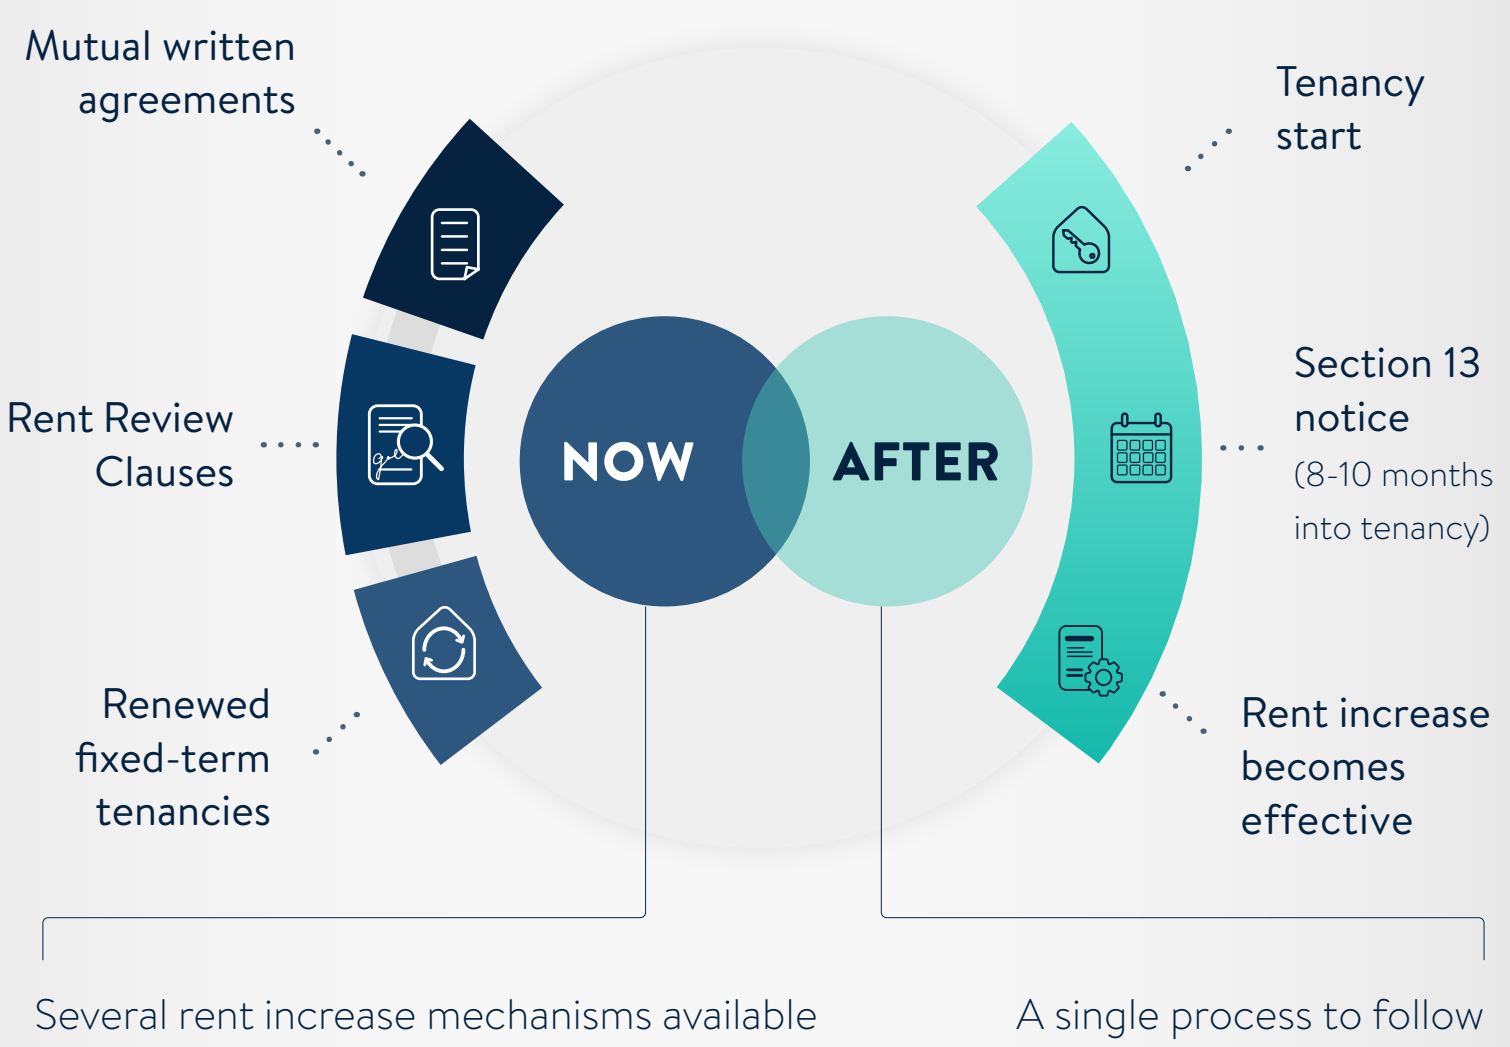 Mutual written
agreements
Rent Review
Clauses
Renewed
fixed-term
tenancies
NOW
AFTER
Tenancy
start
Section 13
notice
(8-10 months
into tenancy)
Rent increase
becomes
effective
Several rent increase mechanisms available
A single process to follow